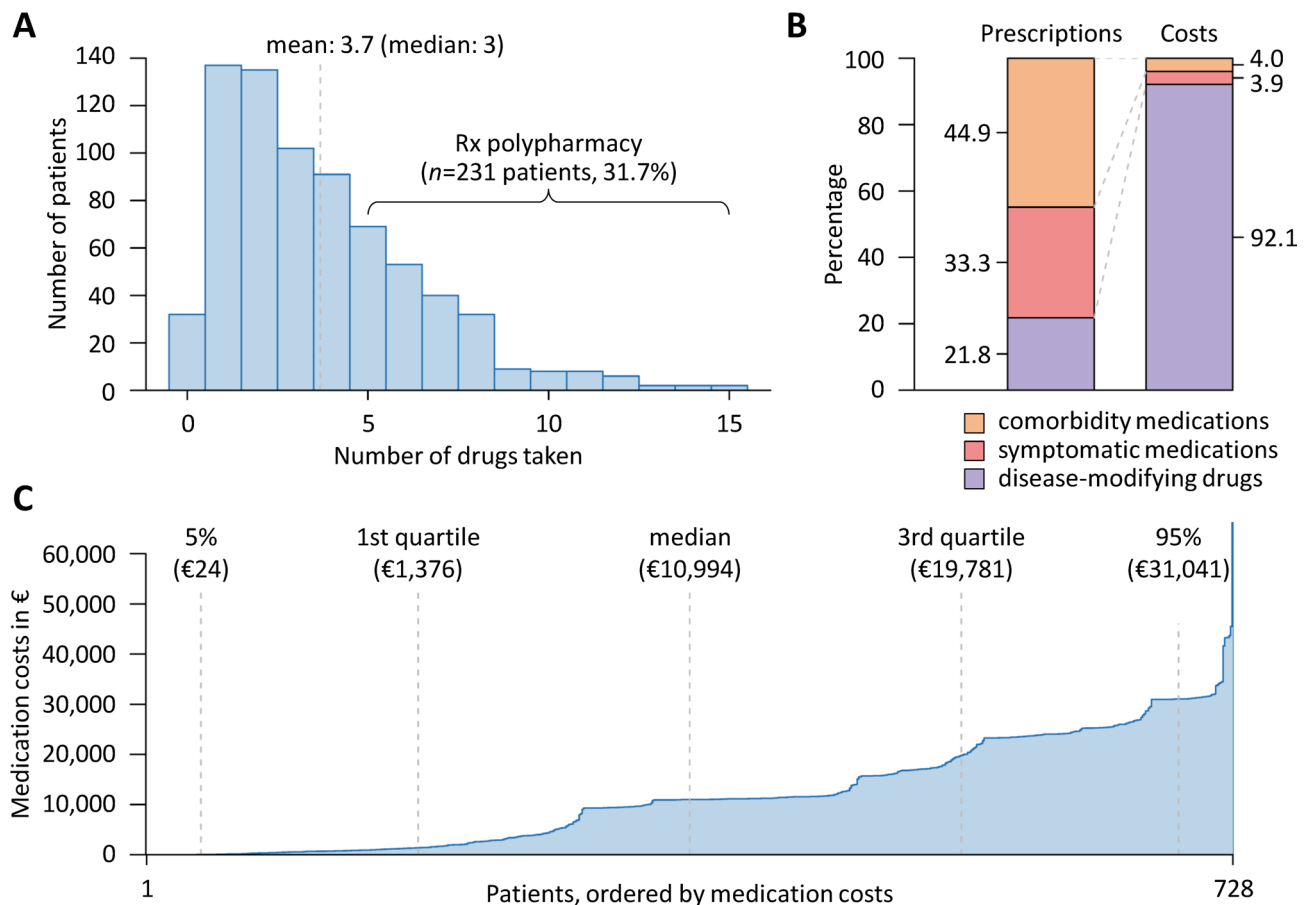 A
mean: 3.7 (median: 3)
Number of patients
140
120
100
80
60
40
20
0
Rx polypharmacy
(n=231 patients, 31.7%)
0 5 10 15
Number of drugs taken
B
Prescriptions Costs
Percentage
100
80
60
40
20
0
44.9
33.3
21.8
4.0
3.9
92.1
comorbidity medications
symptomatic medications
disease-modifying drugs
C
Medication costs in €
60,000
50,000
40,000
30,000
20,000
10,000
0
5%
(€24)
1st quartile
(€1,376)
median
(€10,994)
3rd quartile
(€19,781)
95%
(€31,041)
1 728
Patients, ordered by medication costs